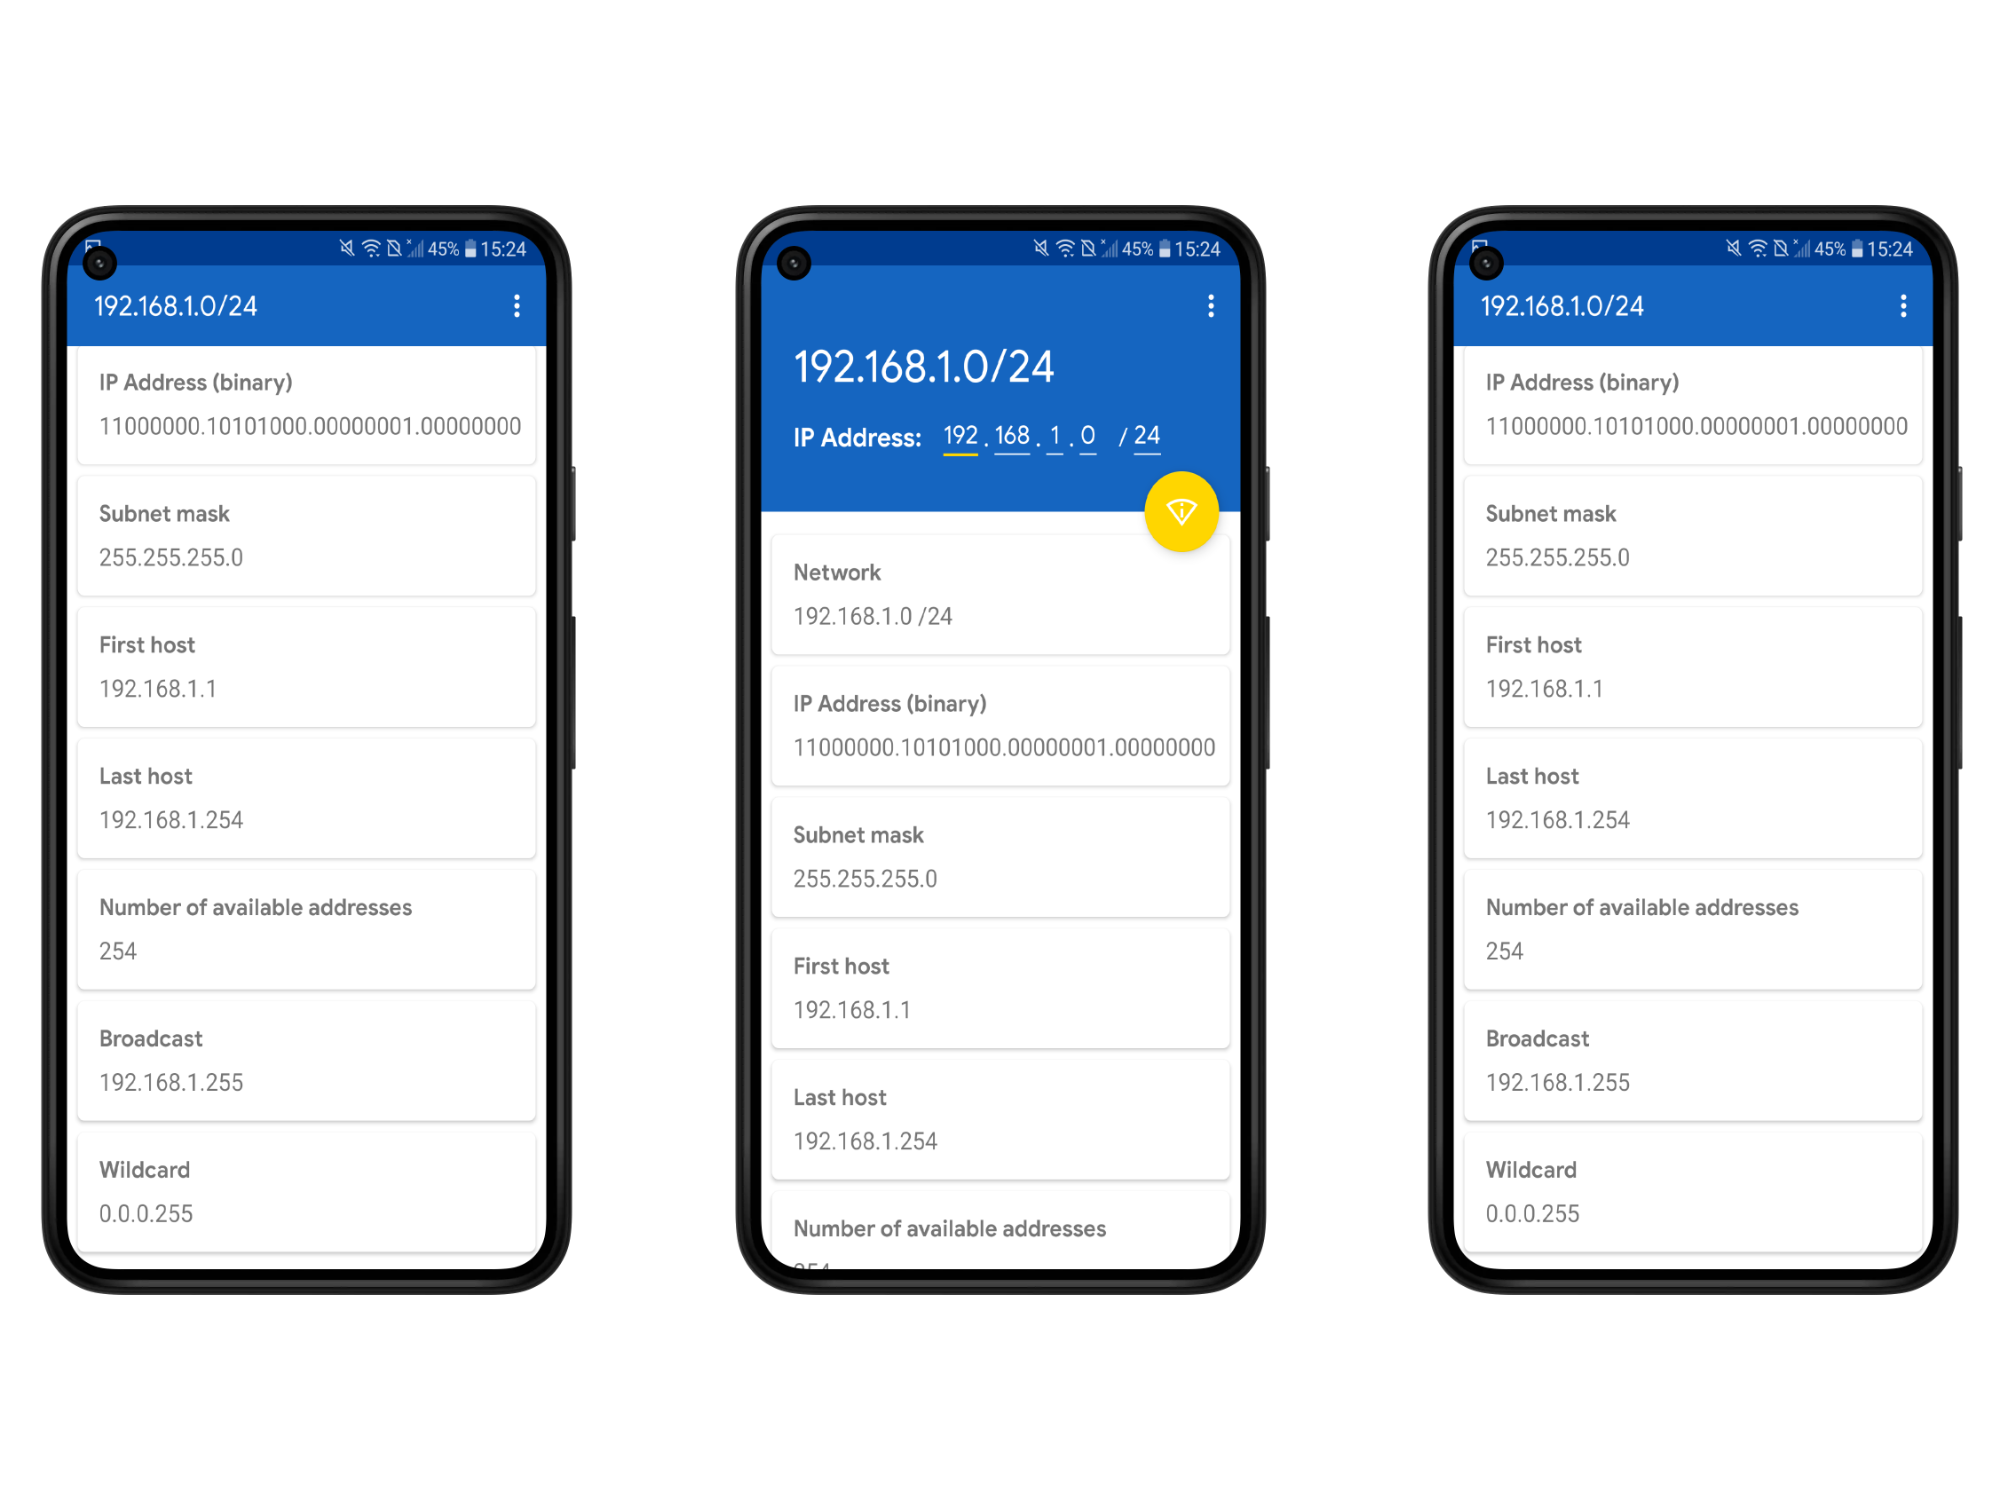 45% 15:24
192.168.1.0/24
IP Address (binary)
11000000.10101000.00000001.00000000
Subnet mask
255.255.255.0
First host
192.168.1.1
Last host
192.168.1.254
Number of available addresses
254
Broadcast
192.168.1.255
Wildcard
0.0.0.255
45% 15:24
192.168.1.0/24
IP Address: 192 . 168 . 1 . 0 / 24
Network
192.168.1.0 /24
IP Address (binary)
11000000.10101000.00000001.00000000
Subnet mask
255.255.255.0
First host
192.168.1.1
Last host
192.168.1.254
Number of available addresses
254
45% 15:24
192.168.1.0/24
IP Address (binary)
11000000.10101000.00000001.00000000
Subnet mask
255.255.255.0
First host
192.168.1.1
Last host
192.168.1.254
Number of available addresses
254
Broadcast
192.168.1.255
Wildcard
0.0.0.255